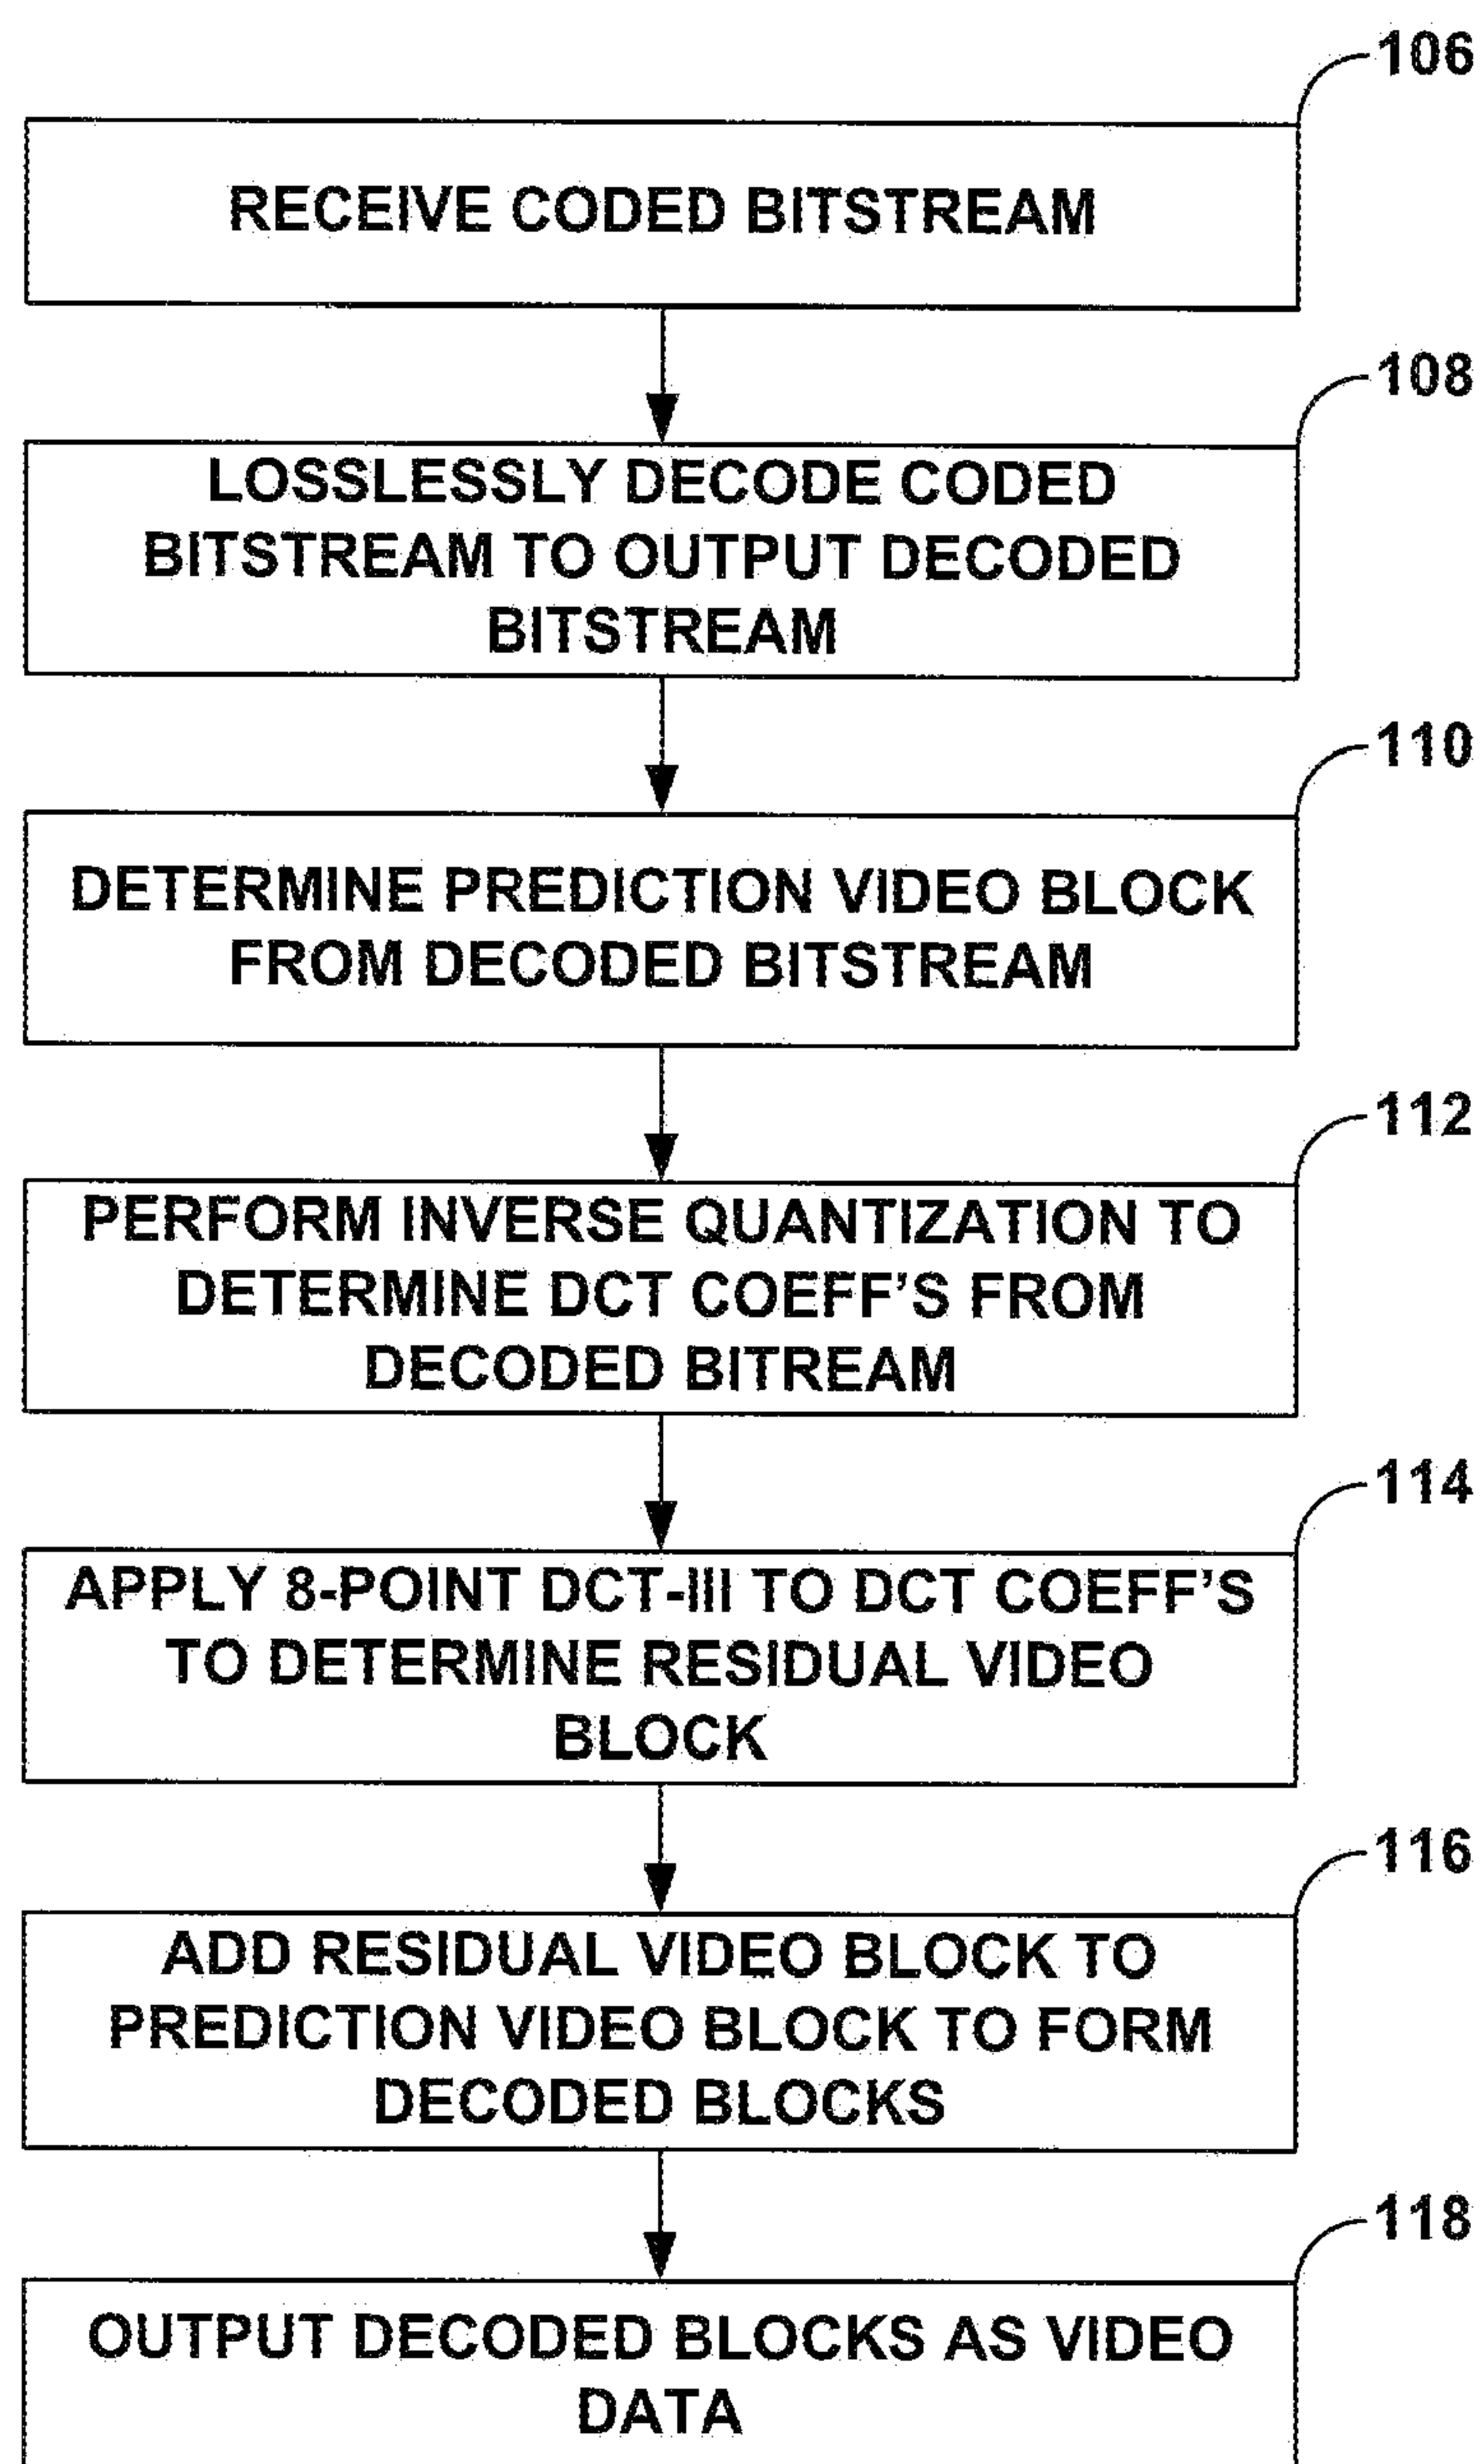 106
RECEIVE CODED BITSTREAM
108
LOSSLESSLY DECODE CODED
BITSTREAM TO OUTPUT DECODED
BITSTREAM
110
DETERMINE PREDICTION VIDEO BLOCK
FROM DECODED BITSTREAM
112
PERFORM INVERSE QUANTIZATION TO
DETERMINE DCT COEFF'S FROM
DECODED BITREAM
114
APPLY 8-POINT DCT-III TO DCT COEFF'S
TO DETERMINE RESIDUAL VIDEO
BLOCK
116
ADD RESIDUAL VIDEO BLOCK TO
PREDICTION VIDEO BLOCK TO FORM
DECODED BLOCKS
118
OUTPUT DECODED BLOCKS AS VIDEO
DATA